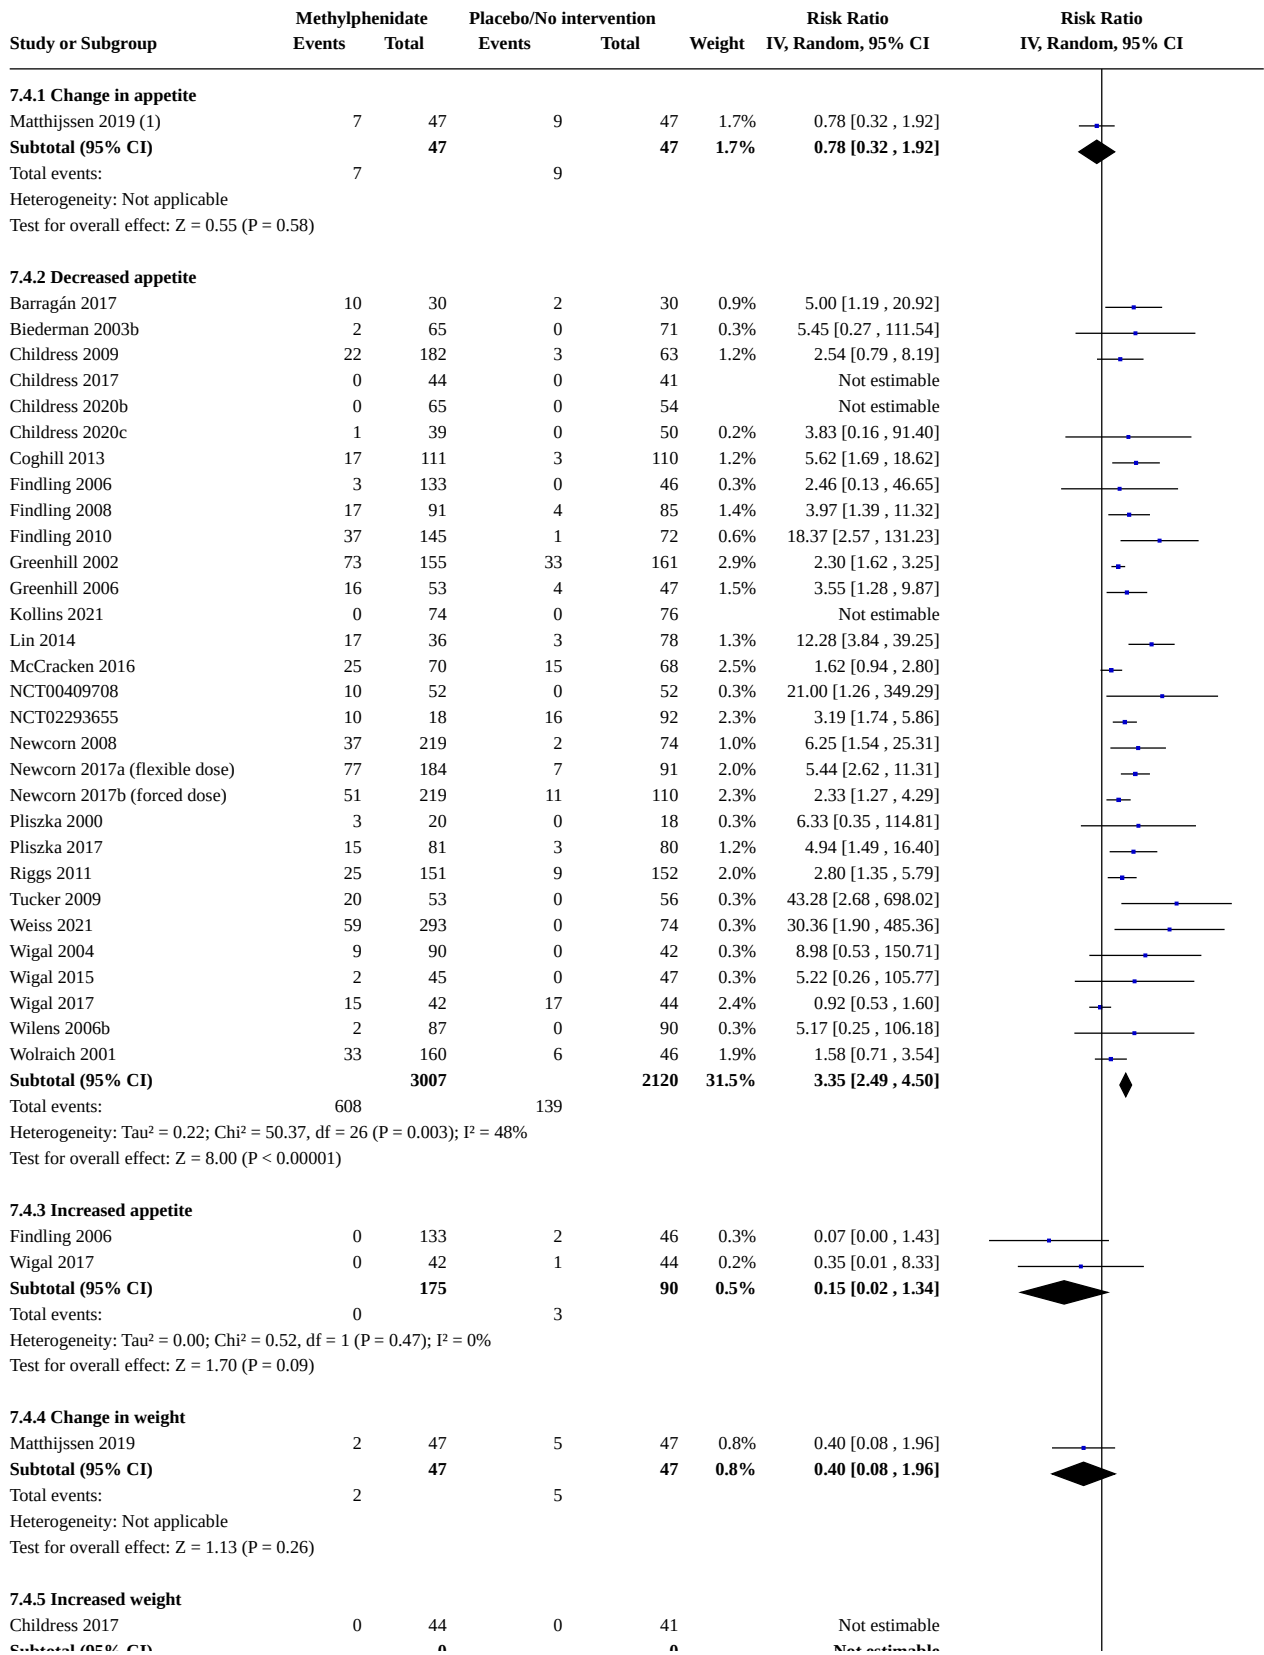 Methylphenidate Placebo/No intervention Risk Ratio Risk Ratio
Study or Subgroup Events Total Events Total Weight IV, Random, 95% CI IV, Random, 95% CI
7.4.1 Change in appetite
Matthijssen 2019 (1) 7 47 9 47 1.7% 0.78 [0.32 , 1.92]
Subtotal (95% CI) 47 47 1.7% 0.78 [0.32 , 1.92]
Total events: 7 9
Heterogeneity: Not applicable
Test for overall effect: Z = 0.55 (P = 0.58)
7.4.2 Decreased appetite
Barragán 2017 10 30 2 30 0.9% 5.00 [1.19 , 20.92]
Biederman 2003b 2 65 0 71 0.3% 5.45 [0.27 , 111.54]
Childress 2009 22 182 3 63 1.2% 2.54 [0.79 , 8.19]
Childress 2017 0 44 0 41 Not estimable
Childress 2020b 0 65 0 54 Not estimable
Childress 2020c 1 39 0 50 0.2% 3.83 [0.16 , 91.40]
Coghill 2013 17 111 3 110 1.2% 5.62 [1.69 , 18.62]
Findling 2006 3 133 0 46 0.3% 2.46 [0.13 , 46.65]
Findling 2008 17 91 4 85 1.4% 3.97 [1.39 , 11.32]
Findling 2010 37 145 1 72 0.6% 18.37 [2.57 , 131.23]
Greenhill 2002 73 155 33 161 2.9% 2.30 [1.62 , 3.25]
Greenhill 2006 16 53 4 47 1.5% 3.55 [1.28 , 9.87]
Kollins 2021 0 74 0 76 Not estimable
Lin 2014 17 36 3 78 1.3% 12.28 [3.84 , 39.25]
McCracken 2016 25 70 15 68 2.5% 1.62 [0.94 , 2.80]
NCT00409708 10 52 0 52 0.3% 21.00 [1.26 , 349.29]
NCT02293655 10 18 16 92 2.3% 3.19 [1.74 , 5.86]
Newcorn 2008 37 219 2 74 1.0% 6.25 [1.54 , 25.31]
Newcorn 2017a (flexible dose) 77 184 7 91 2.0% 5.44 [2.62 , 11.31]
Newcorn 2017b (forced dose) 51 219 11 110 2.3% 2.33 [1.27 , 4.29]
Pliszka 2000 3 20 0 18 0.3% 6.33 [0.35 , 114.81]
Pliszka 2017 15 81 3 80 1.2% 4.94 [1.49 , 16.40]
Riggs 2011 25 151 9 152 2.0% 2.80 [1.35 , 5.79]
Tucker 2009 20 53 0 56 0.3% 43.28 [2.68 , 698.02]
Weiss 2021 59 293 0 74 0.3% 30.36 [1.90 , 485.36]
Wigal 2004 9 90 0 42 0.3% 8.98 [0.53 , 150.71]
Wigal 2015 2 45 0 47 0.3% 5.22 [0.26 , 105.77]
Wigal 2017 15 42 17 44 2.4% 0.92 [0.53 , 1.60]
Wilens 2006b 2 87 0 90 0.3% 5.17 [0.25 , 106.18]
Wolraich 2001 33 160 6 46 1.9% 1.58 [0.71 , 3.54]
Subtotal (95% CI) 3007 2120 31.5% 3.35 [2.49 , 4.50]
Total events: 608 139
Heterogeneity: Tau² = 0.22; Chi² = 50.37, df = 26 (P = 0.003); I² = 48%
Test for overall effect: Z = 8.00 (P < 0.00001)
7.4.3 Increased appetite
Findling 2006 0 133 2 46 0.3% 0.07 [0.00 , 1.43]
Wigal 2017 0 42 1 44 0.2% 0.35 [0.01 , 8.33]
Subtotal (95% CI) 175 90 0.5% 0.15 [0.02 , 1.34]
Total events: 0 3
Heterogeneity: Tau² = 0.00; Chi² = 0.52, df = 1 (P = 0.47); I² = 0%
Test for overall effect: Z = 1.70 (P = 0.09)
7.4.4 Change in weight
Matthijssen 2019 2 47 5 47 0.8% 0.40 [0.08 , 1.96]
Subtotal (95% CI) 47 47 0.8% 0.40 [0.08 , 1.96]
Total events: 2 5
Heterogeneity: Not applicable
Test for overall effect: Z = 1.13 (P = 0.26)
7.4.5 Increased weight
Childress 2017 0 44 0 41 Not estimable
Subtotal (95% CI) 0 0 Not estimable